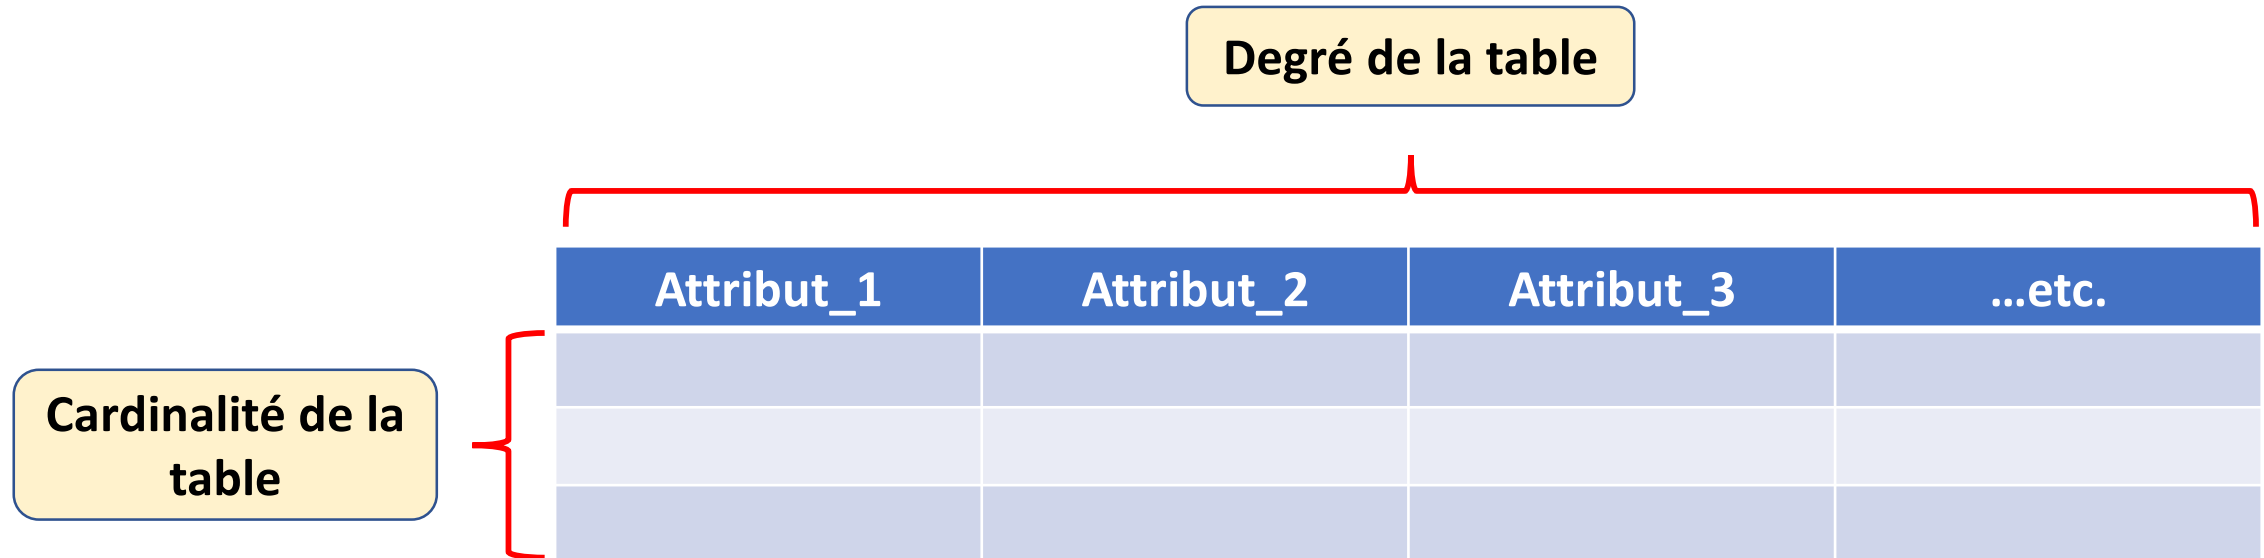 Degré de la table
Attribut_1 Attribut_2 Attribut_3 ...etc.
Cardinalité de la
table